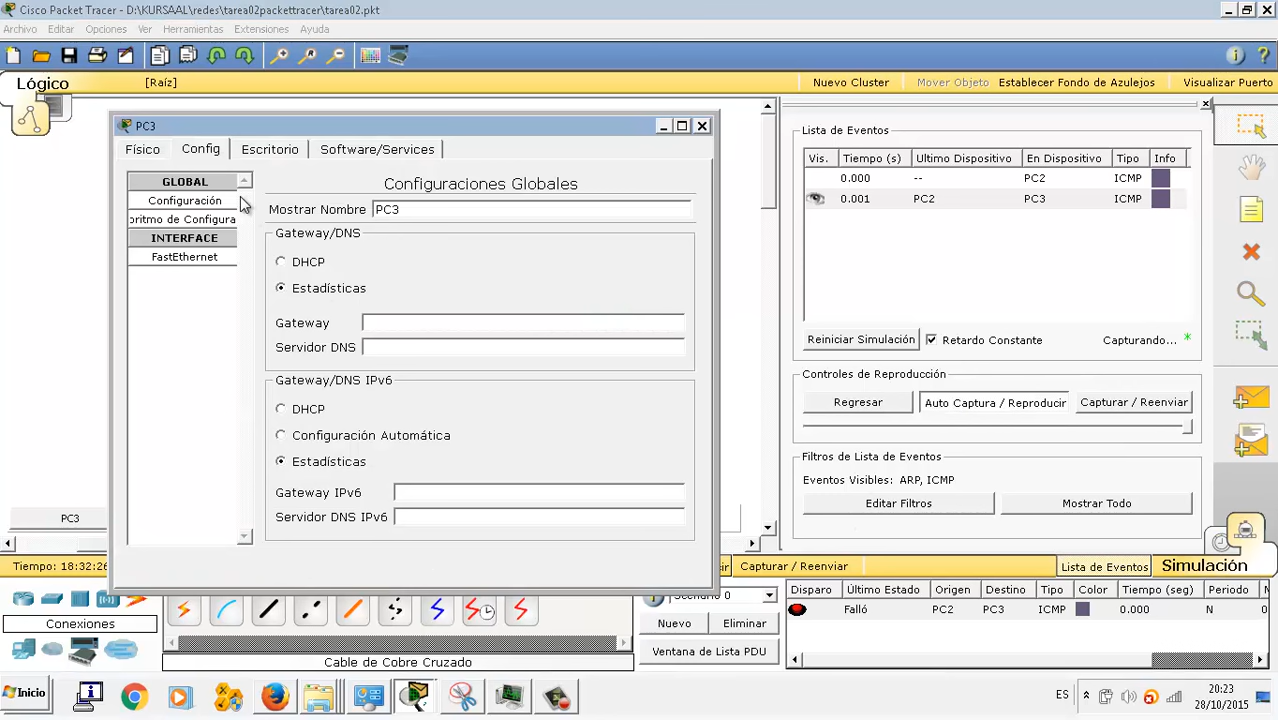 Cisco Packet Tracer - D:\KURSAAL\redes\tarea02packettracer\tarea02.pkt
Archivo Editar Opciones Ver Herramientas Extensiones Ayuda
Lógico [Raíz] Nuevo Cluster Mover Objeto Establecer Fondo de Azulejos Visualizar Puerto
PC3
Físico Config Escritorio Software/Services
GLOBAL
Configuración
oritmo de Configura
INTERFACE
FastEthernet
Configuraciones Globales
Mostrar Nombre PC3
Gateway/DNS
DHCP
Estadísticas
Gateway
Servidor DNS
Gateway/DNS IPv6
DHCP
Configuración Automática
Estadísticas
Gateway IPv6
Servidor DNS IPv6
PC3
Lista de Eventos
Vis. Tiempo (s) Ultimo Dispositivo En Dispositivo Tipo Info
0.000 -- PC2 ICMP
0.001 PC2 PC3 ICMP
Reiniciar Simulación Retardo Constante Capturando... *
Controles de Reproducción
Regresar Auto Captura / Reproducir Capturar / Reenviar
Filtros de Lista de Eventos
Eventos Visibles: ARP, ICMP
Editar Filtros Mostrar Todo
Tiempo: 18:32:26 Capturar / Reenviar Lista de Eventos Simulación
Conexiones
Cable de Cobre Cruzado
Scenario 0
Nuevo Eliminar
Ventana de Lista PDU
Disparo Último Estado Origen Destino Tipo Color Tiempo (seg) Periodo
Falló PC2 PC3 ICMP 0.000 N
Inicio
ES
20:23
28/10/2015